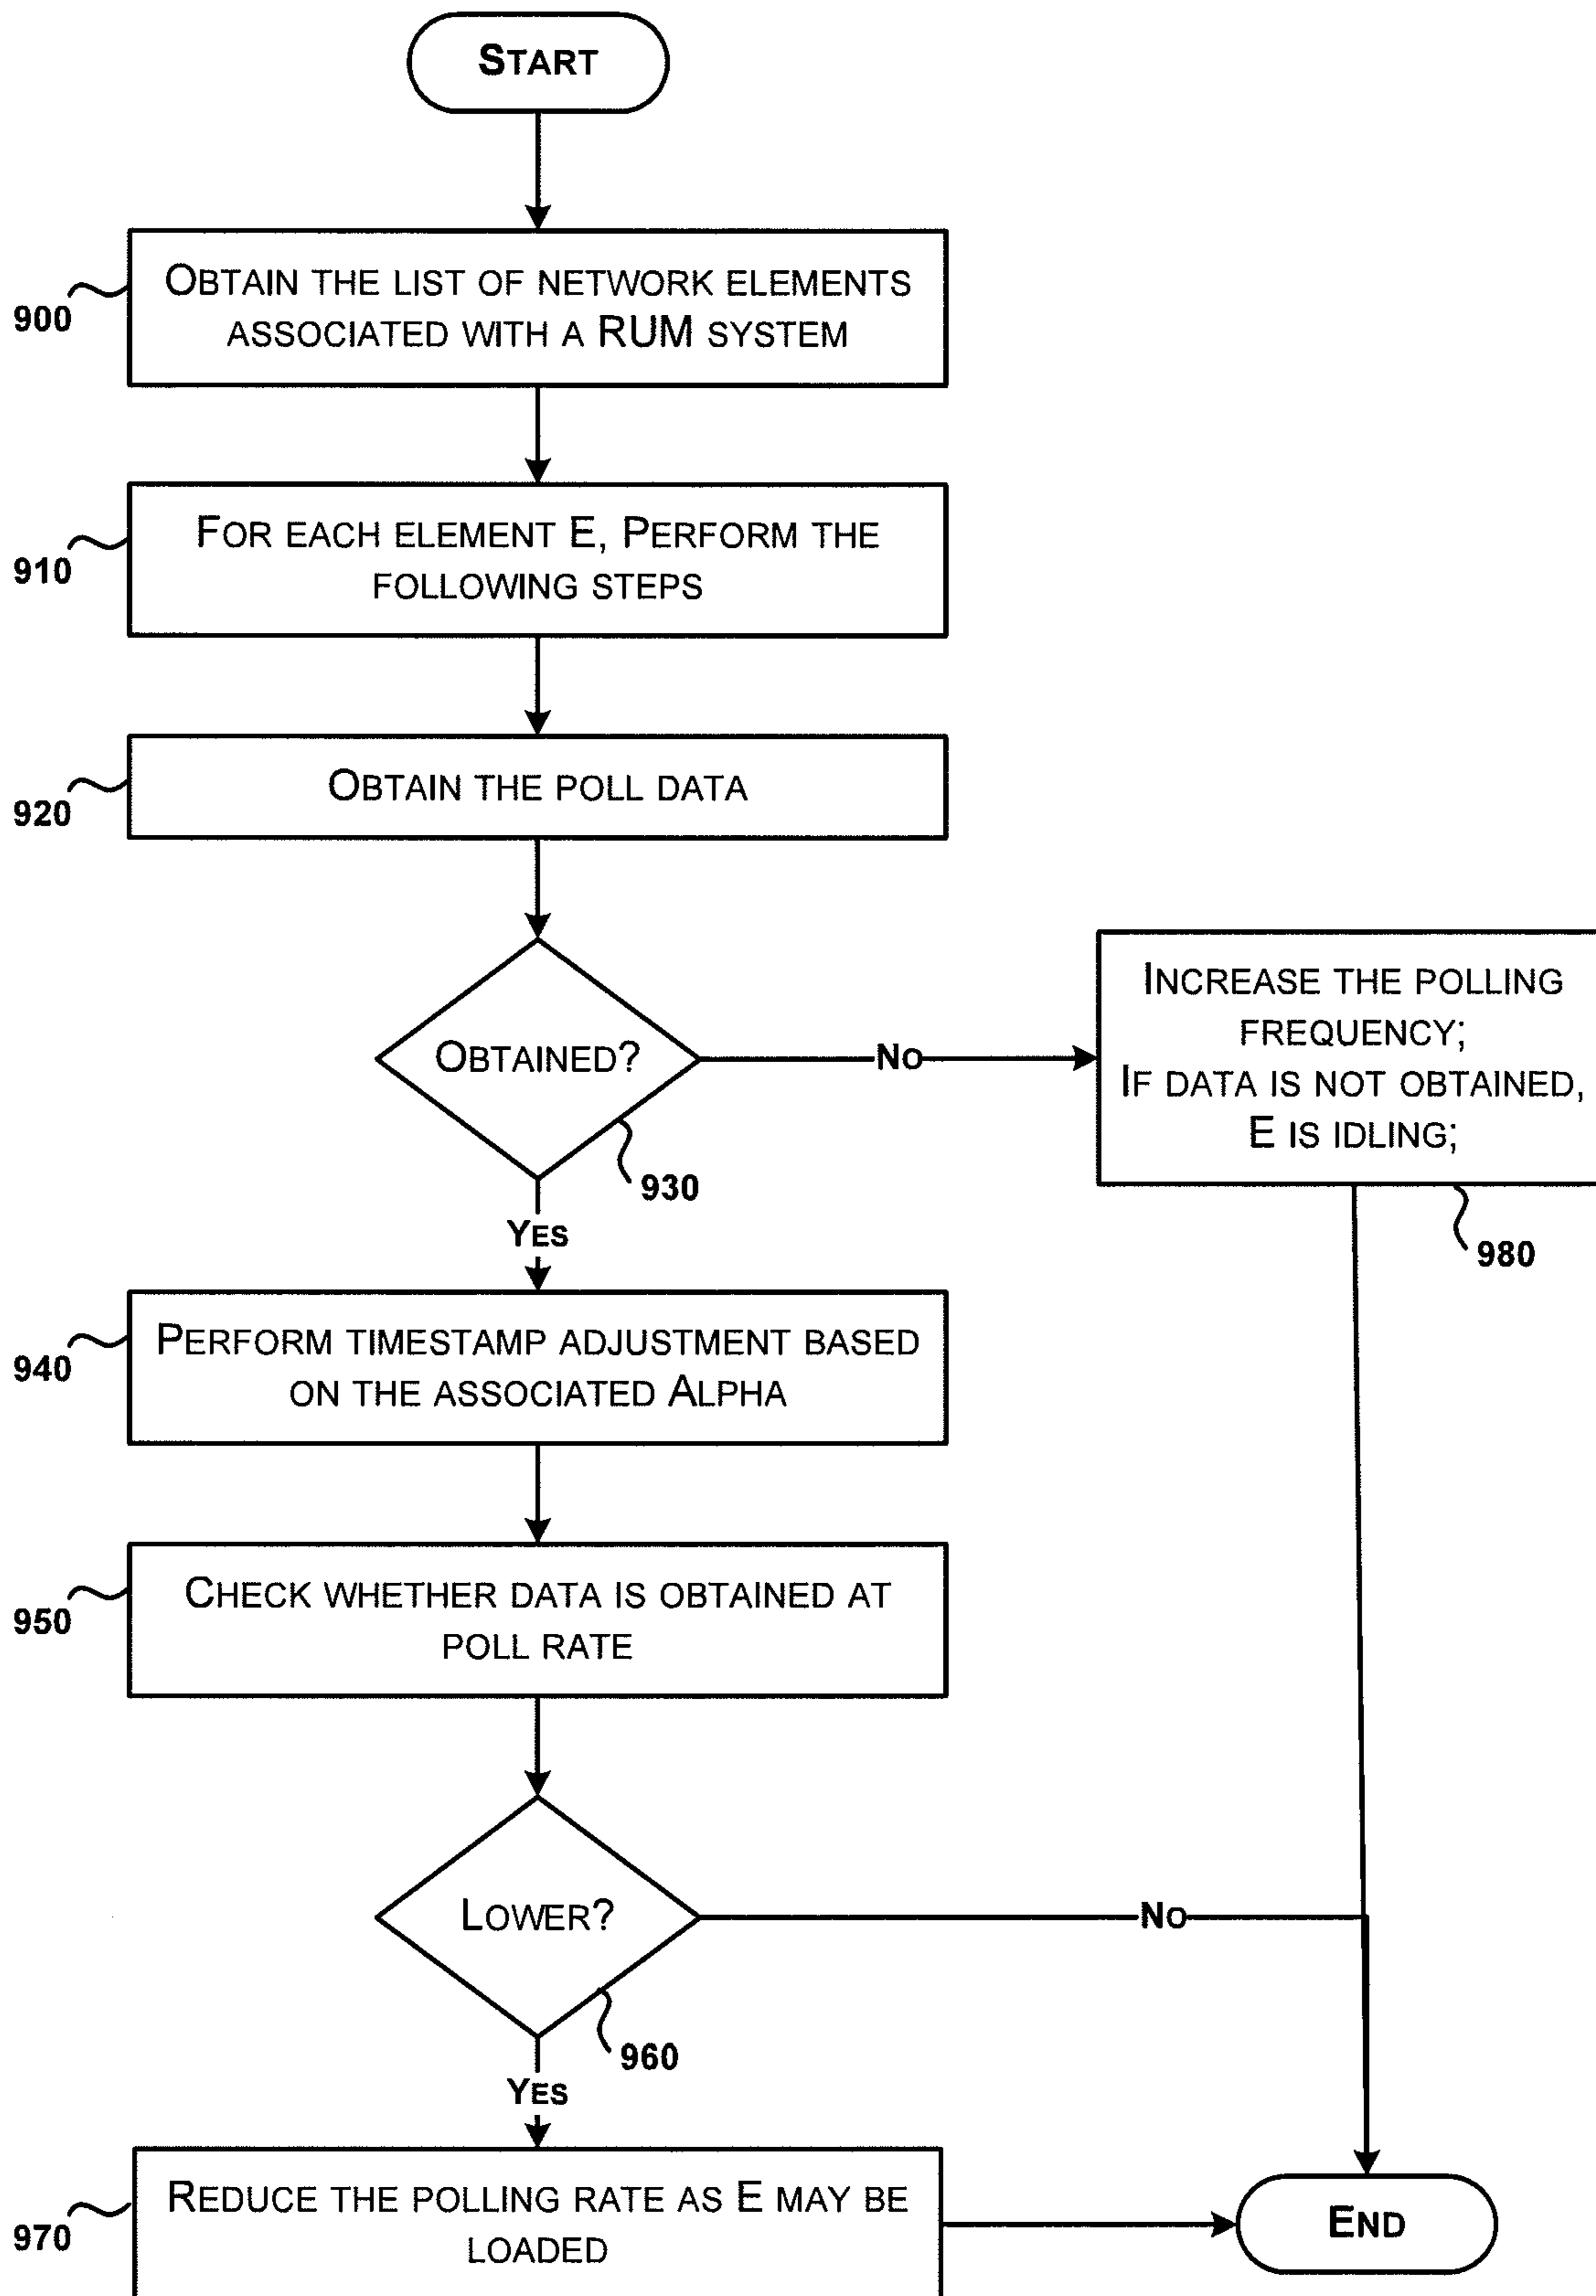 START
OBTAIN THE LIST OF NETWORK ELEMENTS
ASSOCIATED WITH A RUM SYSTEM
900
FOR EACH ELEMENT E, PERFORM THE
FOLLOWING STEPS
910
OBTAIN THE POLL DATA
920
OBTAINED?
NO
INCREASE THE POLLING
FREQUENCY;
IF DATA IS NOT OBTAINED,
E IS IDLING;
930
980
YES
PERFORM TIMESTAMP ADJUSTMENT BASED
ON THE ASSOCIATED ALPHA
940
CHECK WHETHER DATA IS OBTAINED AT
POLL RATE
950
LOWER?
NO
960
YES
REDUCE THE POLLING RATE AS E MAY BE
LOADED
970
END